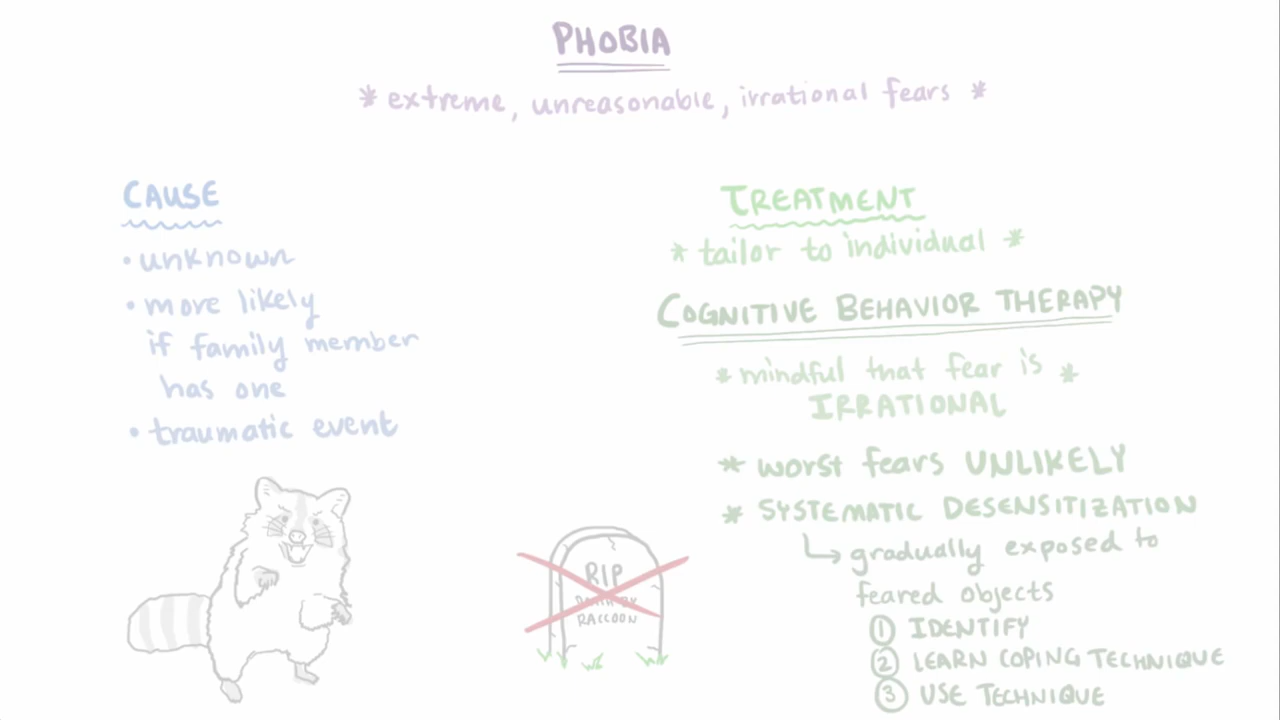 PHOBIA
* extreme, unreasonable, irrational fears *
CAUSE
• unknown
• more likely
if family member
has one
• traumatic event
TREATMENT
* tailor to individual *
COGNITIVE BEHAVIOR THERAPY
* mindful that fear is *
IRRATIONAL
* worst fears UNLIKELY
* SYSTEMATIC DESENSITIZATION
↳ gradually exposed to
feared objects
① IDENTIFY
② LEARN COPING TECHNIQUE
③ USE TECHNIQUE
RIP
RACCOON